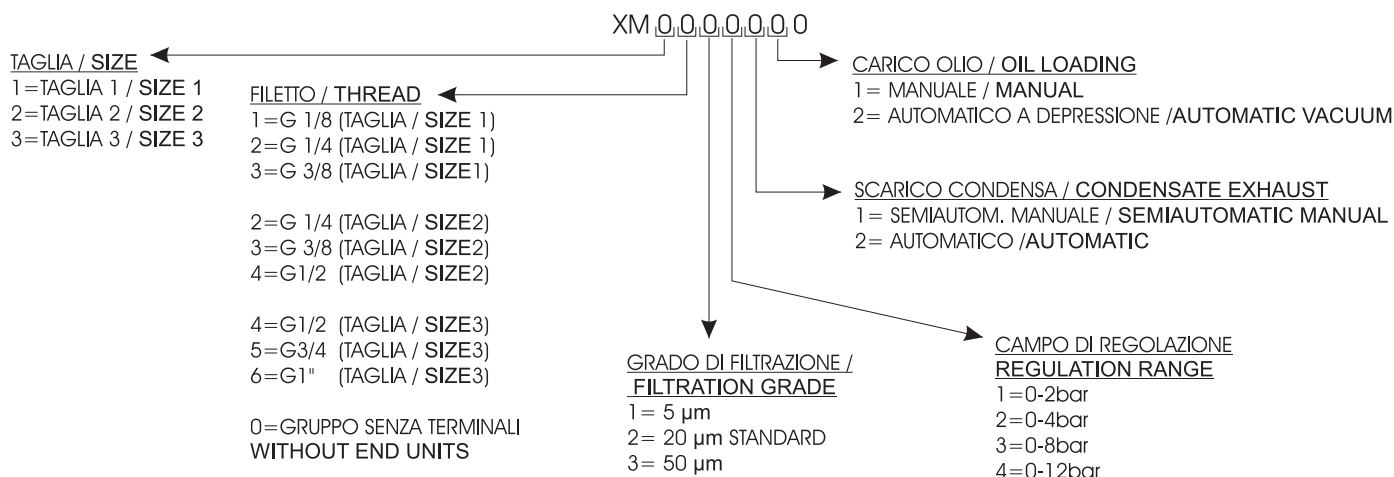 XM 0 0 0 0 0 0 0
TAGLIA / SIZE
1=TAGLIA 1 / SIZE 1
2=TAGLIA 2 / SIZE 2
3=TAGLIA 3 / SIZE 3
FILETTO / THREAD
1=G 1/8 (TAGLIA / SIZE 1)
2=G 1/4 (TAGLIA / SIZE 1)
3=G 3/8 (TAGLIA / SIZE1)
2=G 1/4 (TAGLIA / SIZE2)
3=G 3/8 (TAGLIA / SIZE2)
4=G1/2 (TAGLIA / SIZE2)
4=G1/2 (TAGLIA / SIZE3)
5=G3/4 (TAGLIA / SIZE3)
6=G1" (TAGLIA / SIZE3)
0=GRUPPO SENZA TERMINALI
WITHOUT END UNITS
GRADO DI FILTRAZIONE /
FILTRATION GRADE
1= 5 µm
2= 20 µm STANDARD
3= 50 µm
CAMPO DI REGOLAZIONE
REGULATION RANGE
1=0-2bar
2=0-4bar
3=0-8bar
4=0-12bar
SCARICO CONDENSA / CONDENSATE EXHAUST
1= SEMIAUTOM. MANUALE / SEMIAUTOMATIC MANUAL
2= AUTOMATICO /AUTOMATIC
CARICO OLIO / OIL LOADING
1= MANUALE / MANUAL
2= AUTOMATICO A DEPRESSIONE /AUTOMATIC VACUUM